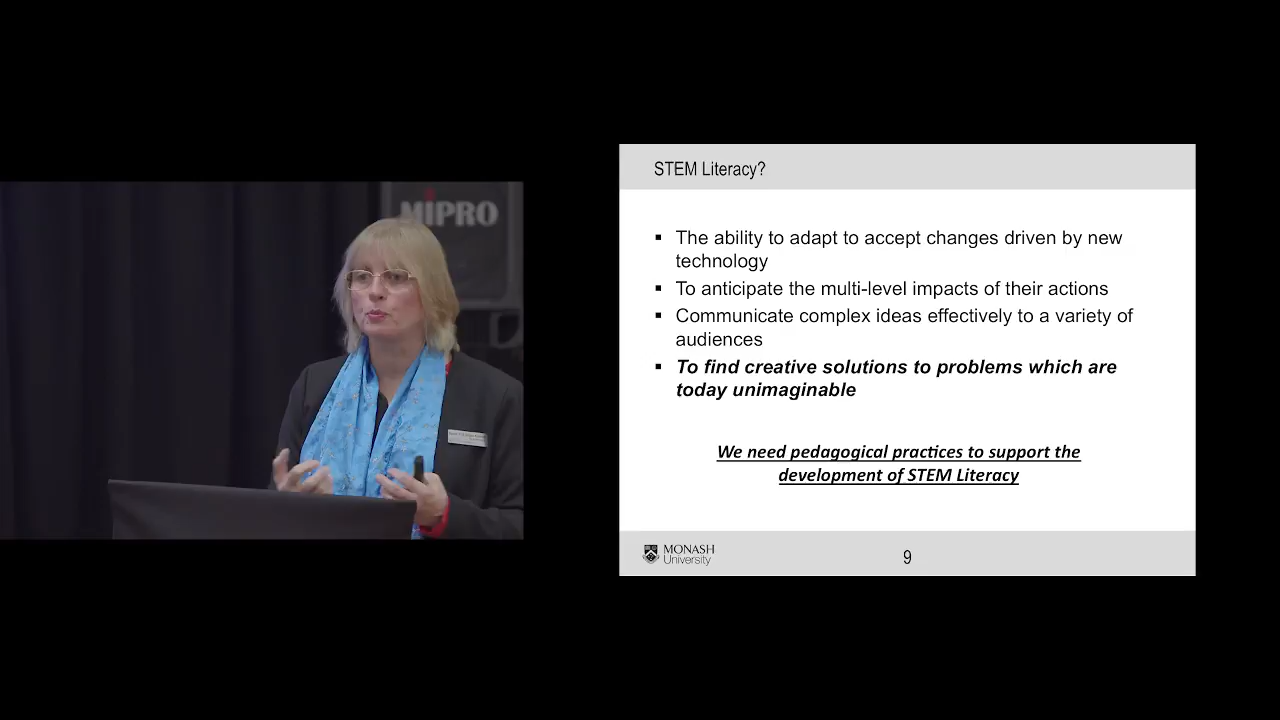 MIPRO
STEM Literacy?
▪ The ability to adapt to accept changes driven by new
technology
▪ To anticipate the multi-level impacts of their actions
▪ Communicate complex ideas effectively to a variety of
audiences
▪ To find creative solutions to problems which are
today unimaginable
We need pedagogical practices to support the
development of STEM Literacy
MONASH
University
9